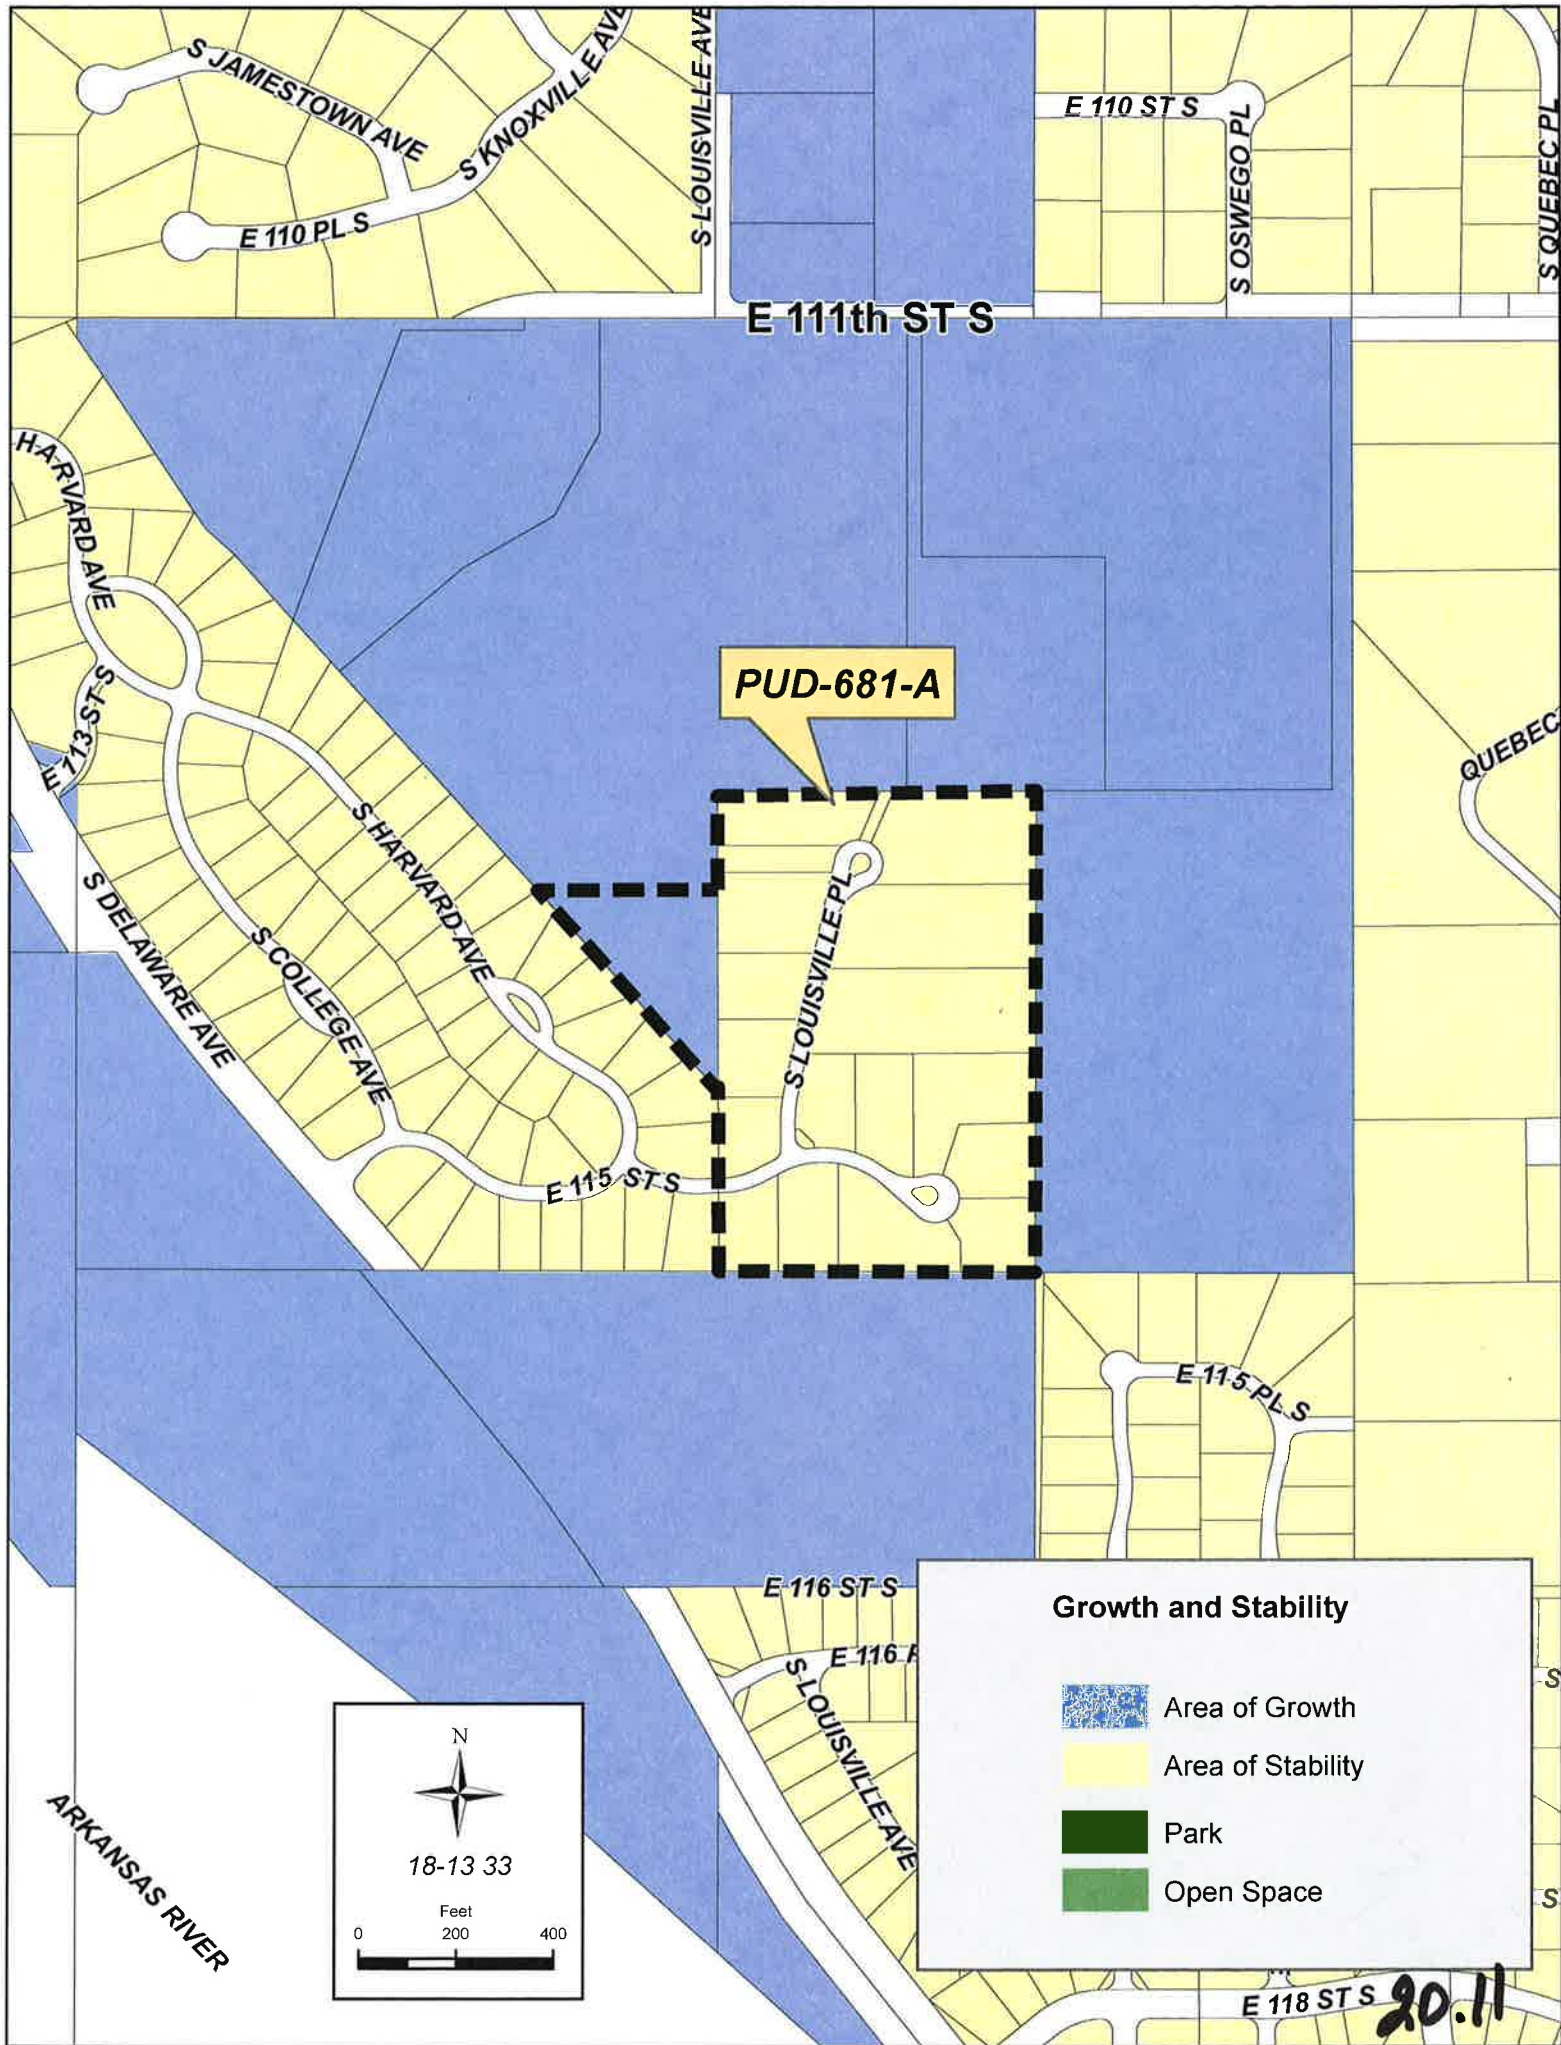 S JAMESTOWN AVE
S KNOXVILLE AVE
S LOUISVILLE AVE
E 110 ST S
S OSWEGO PL
S QUEBEC PL
E 110 PL S
E 111th ST S
HARVARD AVE
E 113 ST S
PUD-681-A
QUEBEC
S HARVARD AVE
S DELAWARE AVE
S COLLEGE AVE
S LOUISVILLE PL
E 115 ST S
E 115 PL S
E 116 ST S
E 116 P
S LOUISVILLE AVE
Growth and Stability
Area of Growth
Area of Stability
Park
Open Space
S
S
N
18-13 33
Feet
0 200 400
ARKANSAS RIVER
E 118 ST S
20.11